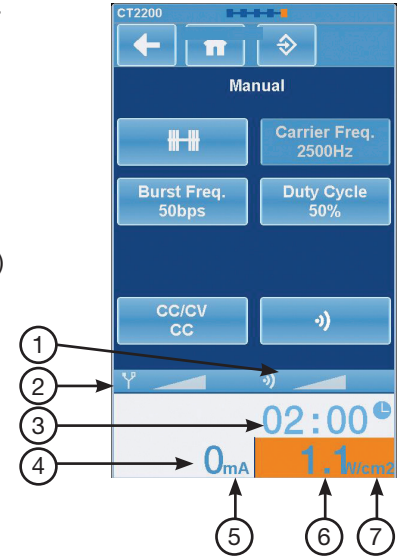 CT2200
Manual
Carrier Freq.
2500Hz
Burst Freq.
50bps
Duty Cycle
50%
CC/CV
CC
1
2
3
02:00
4
0mA
1.1W/cm2
5
6
7